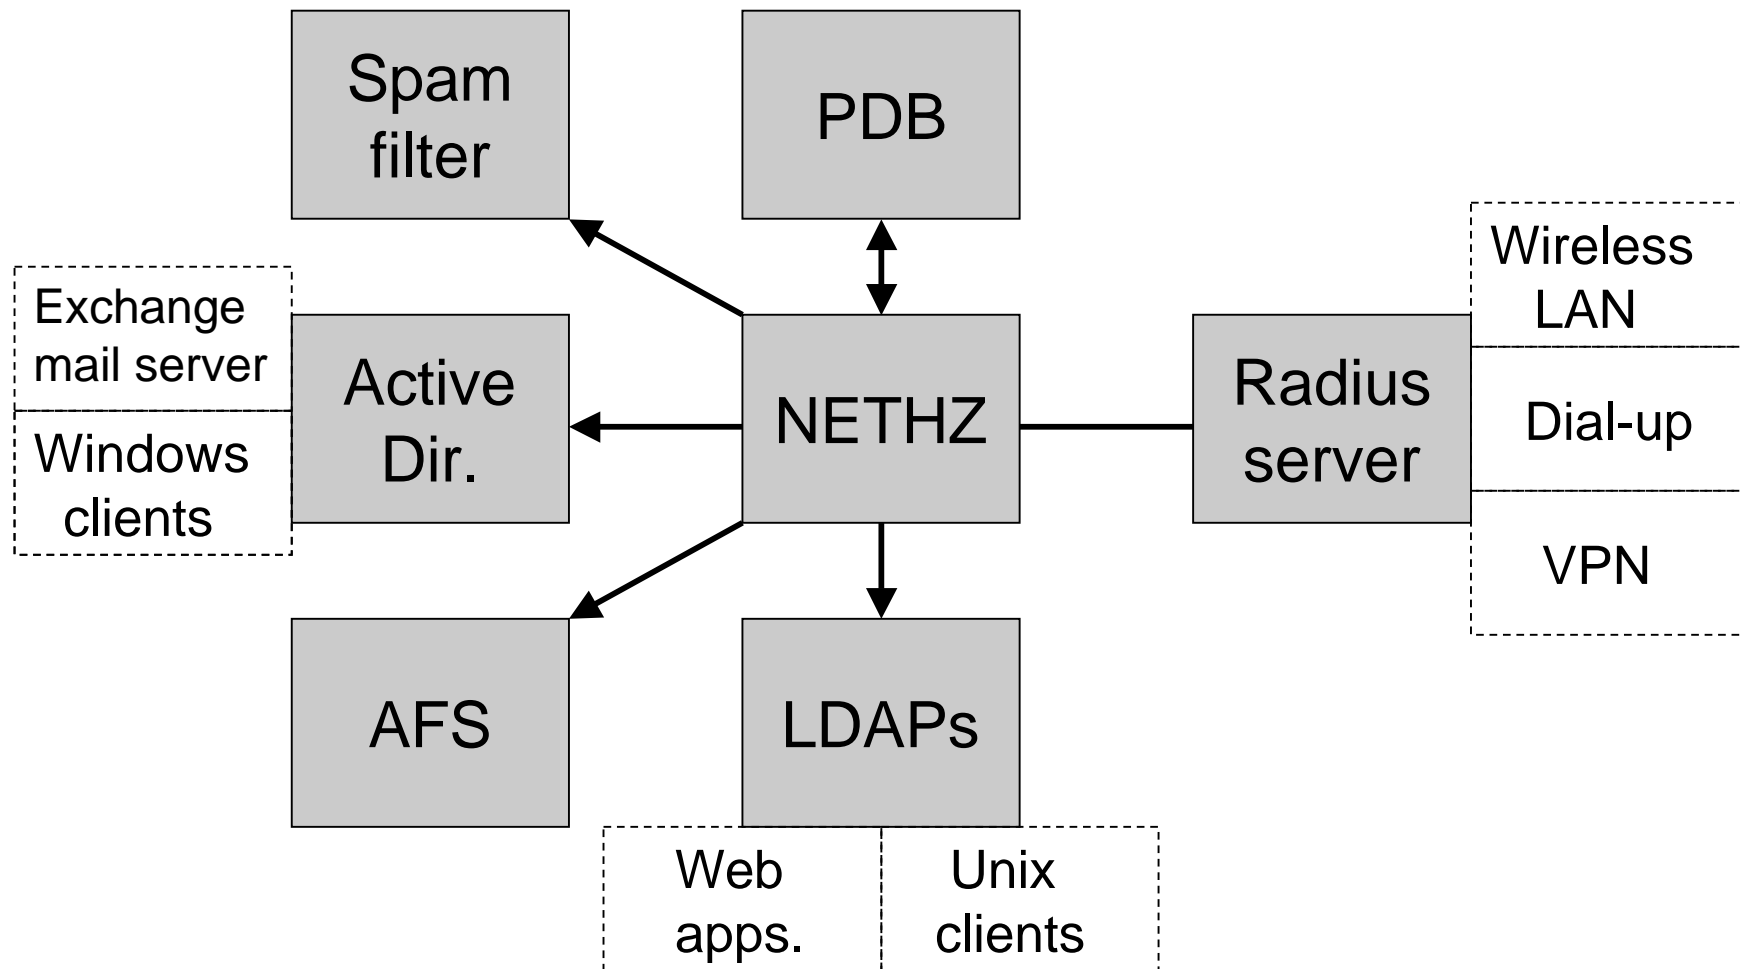 Spam
filter
PDB
Wireless
LAN
Exchange
mail server
Active
Dir.
NETHZ
Radius
server
Dial-up
Windows
clients
VPN
AFS
LDAPs
Web
apps.
Unix
clients